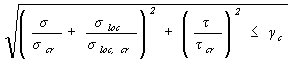 √((σ/σ_cr + σ_loc/σ_loc, cr)^2 + (τ/τ_cr)^2) ≤ γ_c